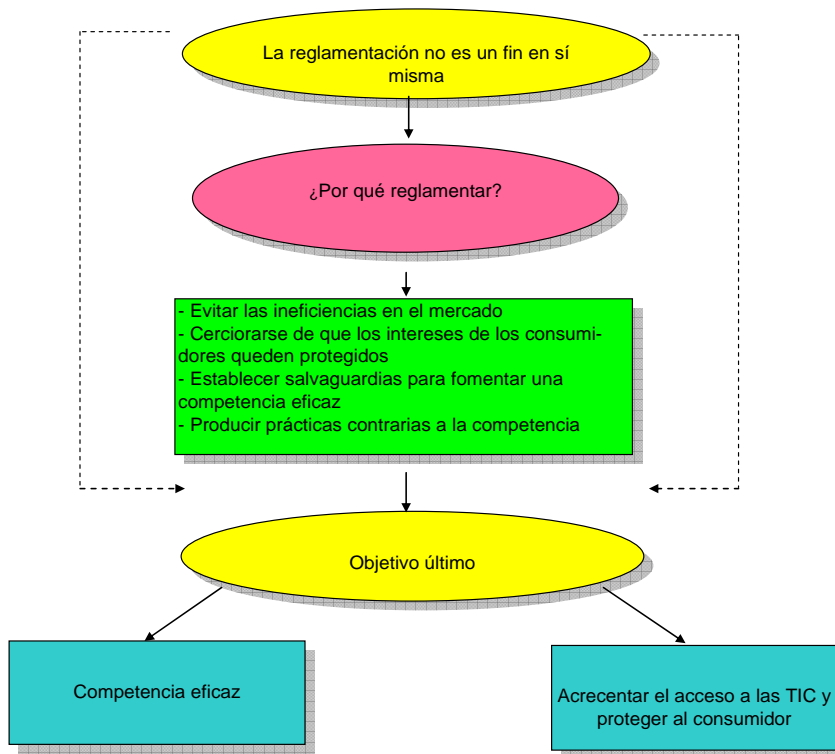 La reglamentación no es un fin en sí
misma
¿Por qué reglamentar?
- Evitar las ineficiencias en el mercado
- Cerciorarse de que los intereses de los consumi-
dores queden protegidos
- Establecer salvaguardias para fomentar una
competencia eficaz
- Producir prácticas contrarias a la competencia
Objetivo último
Competencia eficaz
Acrecentar el acceso a las TIC y
proteger al consumidor